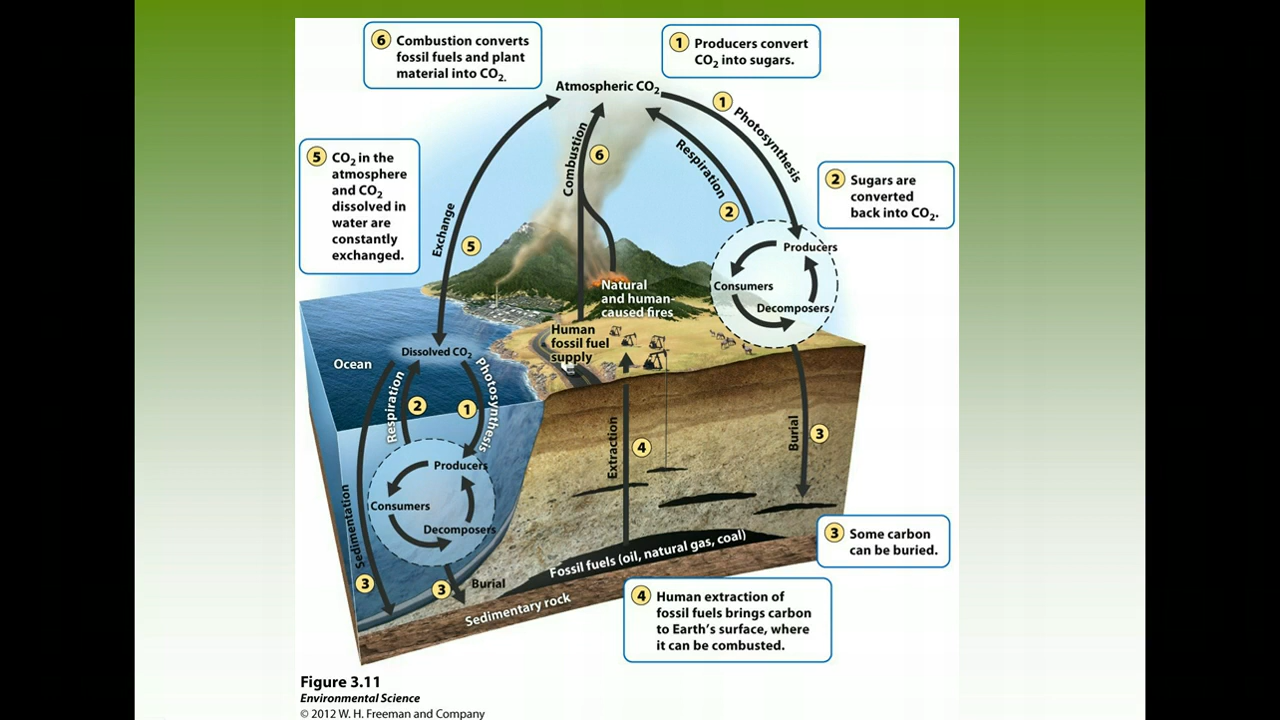 6 Combustion converts
fossil fuels and plant
material into CO₂.
1 Producers convert
CO₂ into sugars.
Atmospheric CO₂
1
Photosynthesis
Combustion
6
Respiration
2
5 CO₂ in the
atmosphere
and CO₂
dissolved in
water are
constantly
exchanged.
2 Sugars are
converted
back into CO₂.
Exchange
5
Producers
Consumers
Decomposers
Natural
and human-
caused fires
Human
fossil fuel
supply
Dissolved CO₂
Ocean
Respiration
2
1
Photosynthesis
Extraction
4
Burial
3
Producers
Consumers
Decomposers
Sedimentation
3
3
Burial
Fossil fuels (oil, natural gas, coal)
Sedimentary rock
3 Some carbon
can be buried.
4 Human extraction of
fossil fuels brings carbon
to Earth's surface, where
it can be combusted.
Figure 3.11
Environmental Science
© 2012 W. H. Freeman and Company